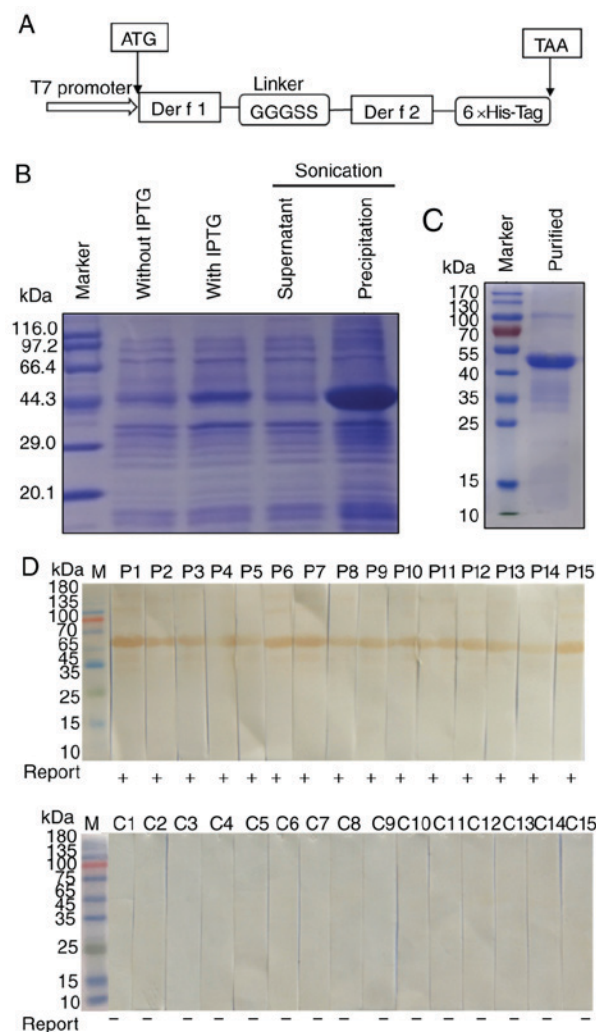 A
ATG
TAA
T7 promoter
Linker
Der f 1
GGGSS
Der f 2
6 ×His-Tag
B
Sonication
Marker
Without IPTG
With IPTG
Supernatant
Precipitation
kDa
116.0
97.2
66.4
44.3
29.0
20.1
C
Marker
Purified
kDa
170
130
100
70
55
40
35
25
15
10
D
kDa M P1 P2 P3 P4 P5 P6 P7 P8 P9 P10 P11 P12 P13 P14 P15
180
135
100
70
65
45
35
25
15
10
Report + + + + + + + + + + + + + + +
kDa M C1 C2 C3 C4 C5 C6 C7 C8 C9 C10 C11 C12 C13 C14 C15
180
135
100
75
65
45
35
25
15
10
Report - - - - - - - - - - - - - - -